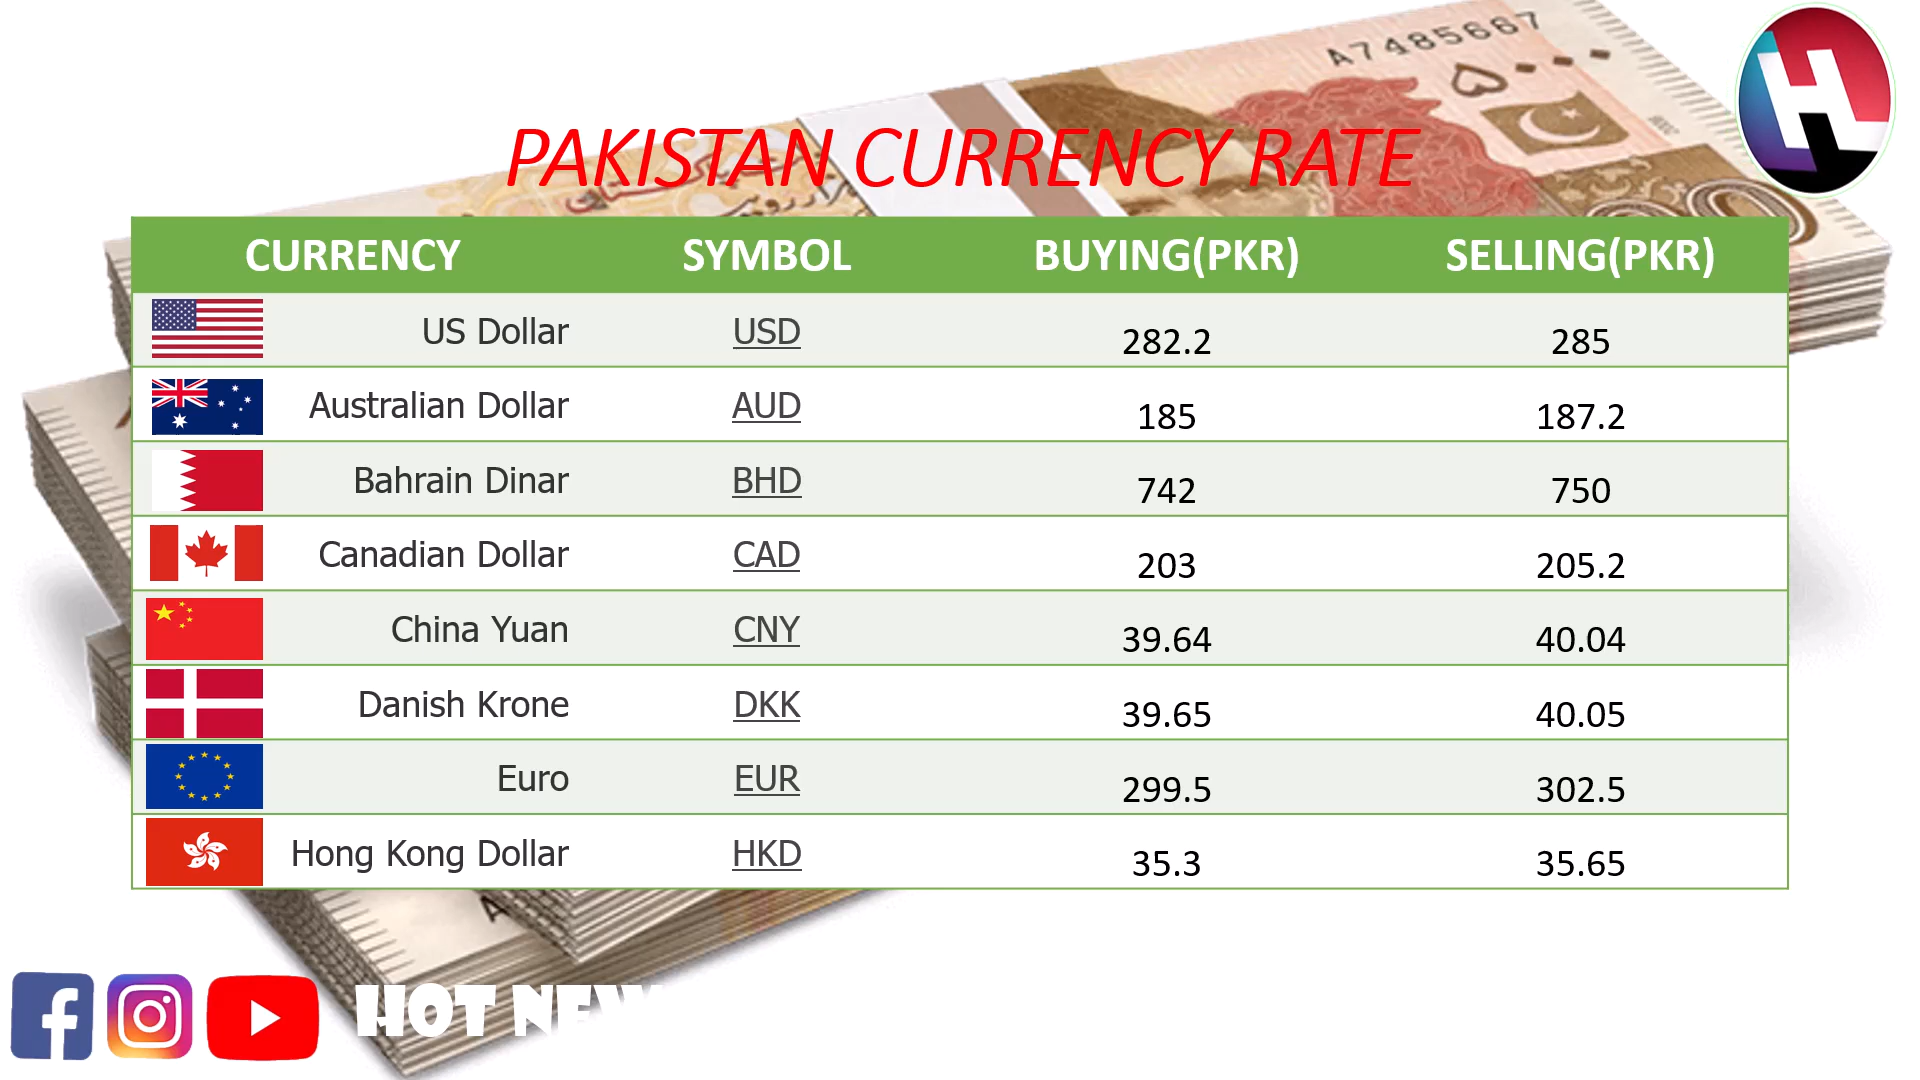 A7485667
۵۰۰۰
PAKISTAN CURRENCY RATE
CURRENCY SYMBOL BUYING(PKR) SELLING(PKR)
US Dollar USD 282.2 285
Australian Dollar AUD 185 187.2
Bahrain Dinar BHD 742 750
Canadian Dollar CAD 203 205.2
China Yuan CNY 39.64 40.04
Danish Krone DKK 39.65 40.05
Euro EUR 299.5 302.5
Hong Kong Dollar HKD 35.3 35.65
HOT NEW